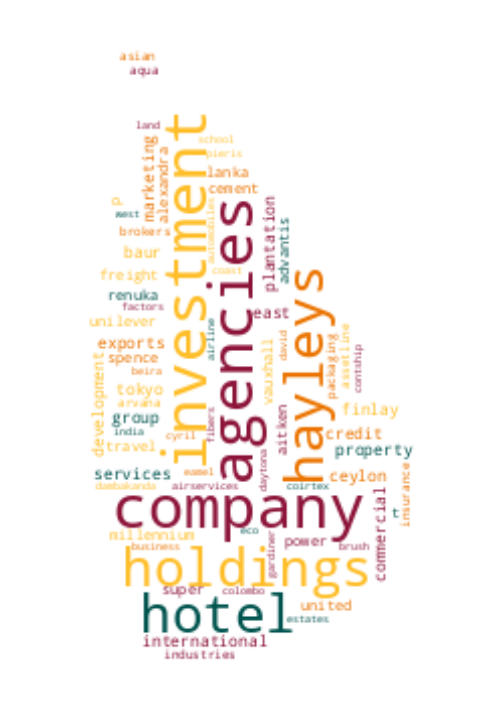 asian
aqua
land
investment
school
pieris
marketing
alexandra
lanka
cement
p
west
brokers
automobiles
agencies
plantation
advantis
baur
freight
coast
hayleys
renuka
factors
east
unilever
airline
david
vauxhall
packaging
assetline
contship
exports
spence
beira
development
tokyo
arvana
finlay
group
india
cyril
fibers
aitken
credit
travel
property
services
eamel
daytona
ceylon
insurance
dambakanda
airservices
coirtex
company
commercial
t
eco
millennium
business
gardiner
power
brush
holdings
super
colombo
hotel
united
estates
international
industries